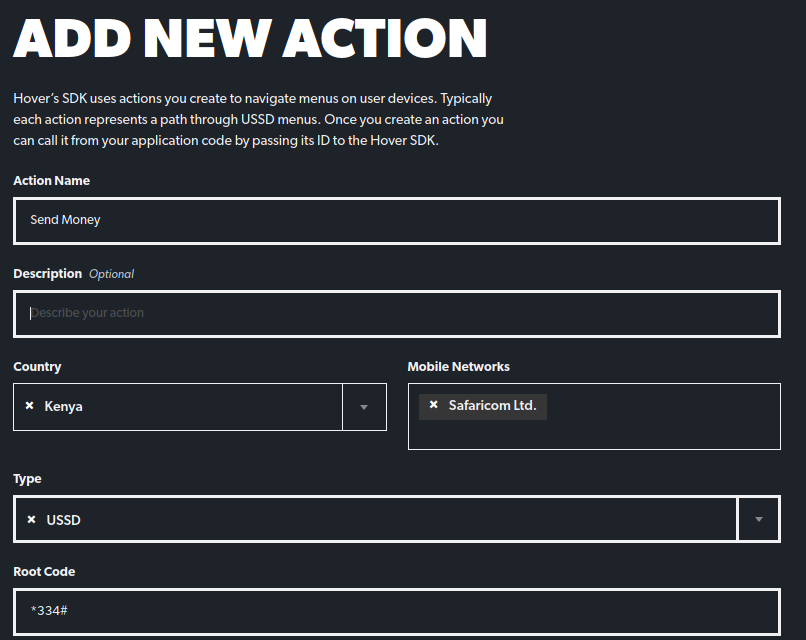 ADD NEW ACTION
Hover’s SDK uses actions you create to navigate menus on user devices. Typically
each action represents a path through USSD menus. Once you create an action you
can call it from your application code by passing its ID to the Hover SDK.
Action Name
Send Money
Description Optional
Describe your action
Country
Mobile Networks
× Kenya
× Safaricom Ltd.
Type
× USSD
Root Code
*334#